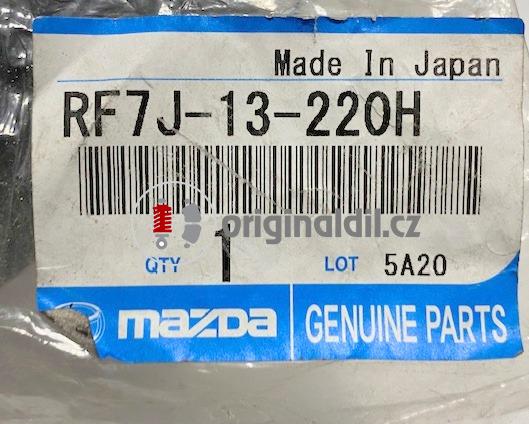 Made In Japan
RF7J-13-220H
originaldil.cz
QTY 1 LOT 5A20
mazda GENUINE PARTS